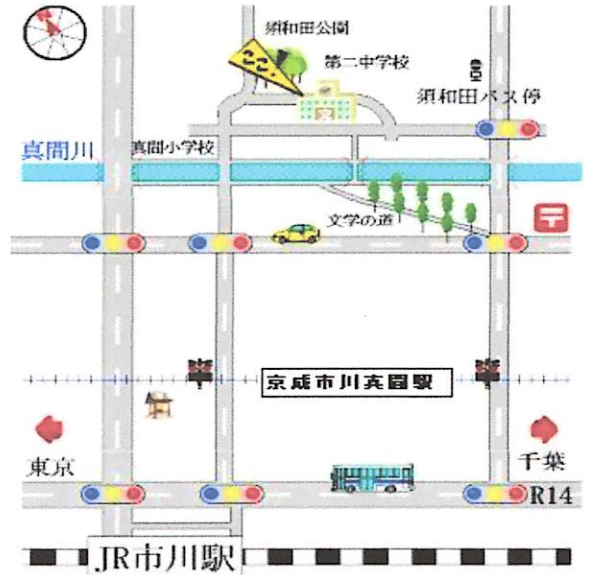 須和田公園
ここ
第二中学校
須和田バス停
真間川
真間小学校
文学の道
〒
京成市川真間駅
東京
千葉
R14
JR市川駅